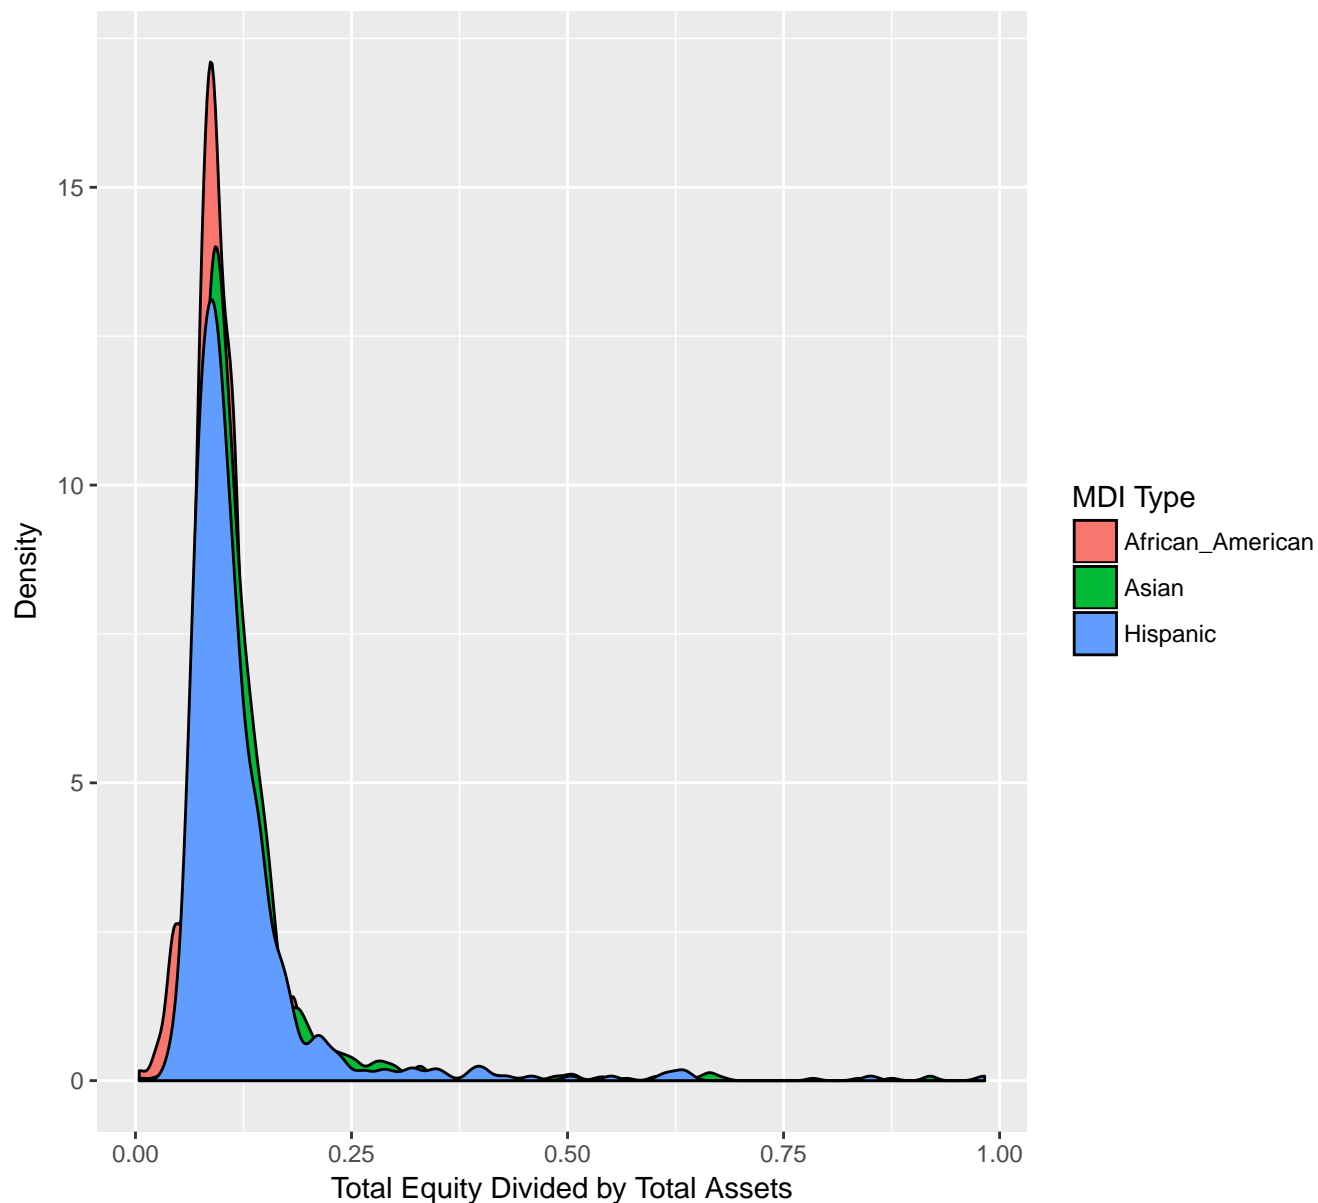 15
10
5
0
Density
0.00 0.25 0.50 0.75 1.00
Total Equity Divided by Total Assets
MDI Type
African_American
Asian
Hispanic